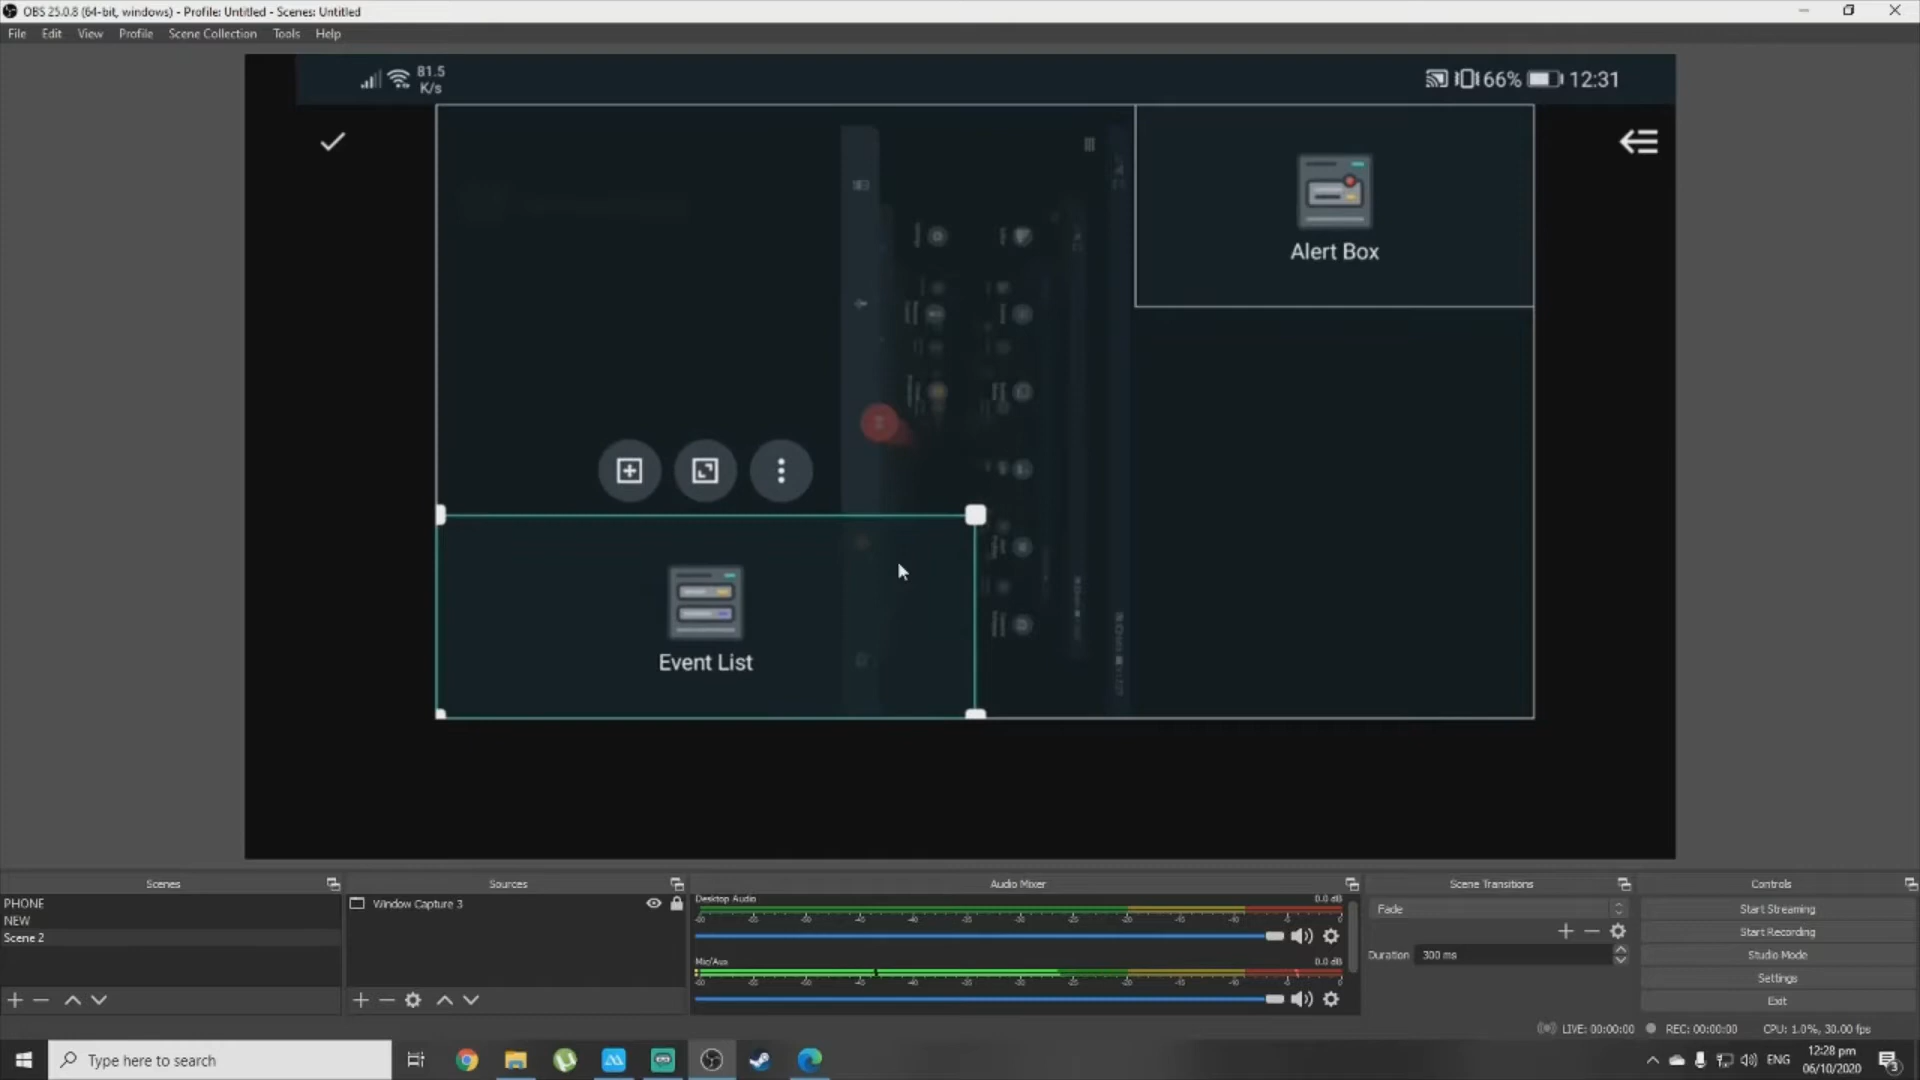 OBS 25.0.8 (64-bit, windows) - Profile: Untitled - Scenes: Untitled
File Edit View Profile Scene Collection Tools Help
81.5
K/s
66% 12:31
Alert Box
Event List
Scenes
PHONE
NEW
Scene 2
Sources
Window Capture 3
Audio Mixer
Desktop Audio 0.0 dB
Mic/Aux 0.0 dB
Scene Transitions
Fade
Duration 300 ms
Controls
Start Streaming
Start Recording
Studio Mode
Settings
Exit
LIVE: 00:00:00 REC: 00:00:00 CPU: 1.0%, 30.00 fps
Type here to search
ENG
12:28 pm
06/10/2020
3